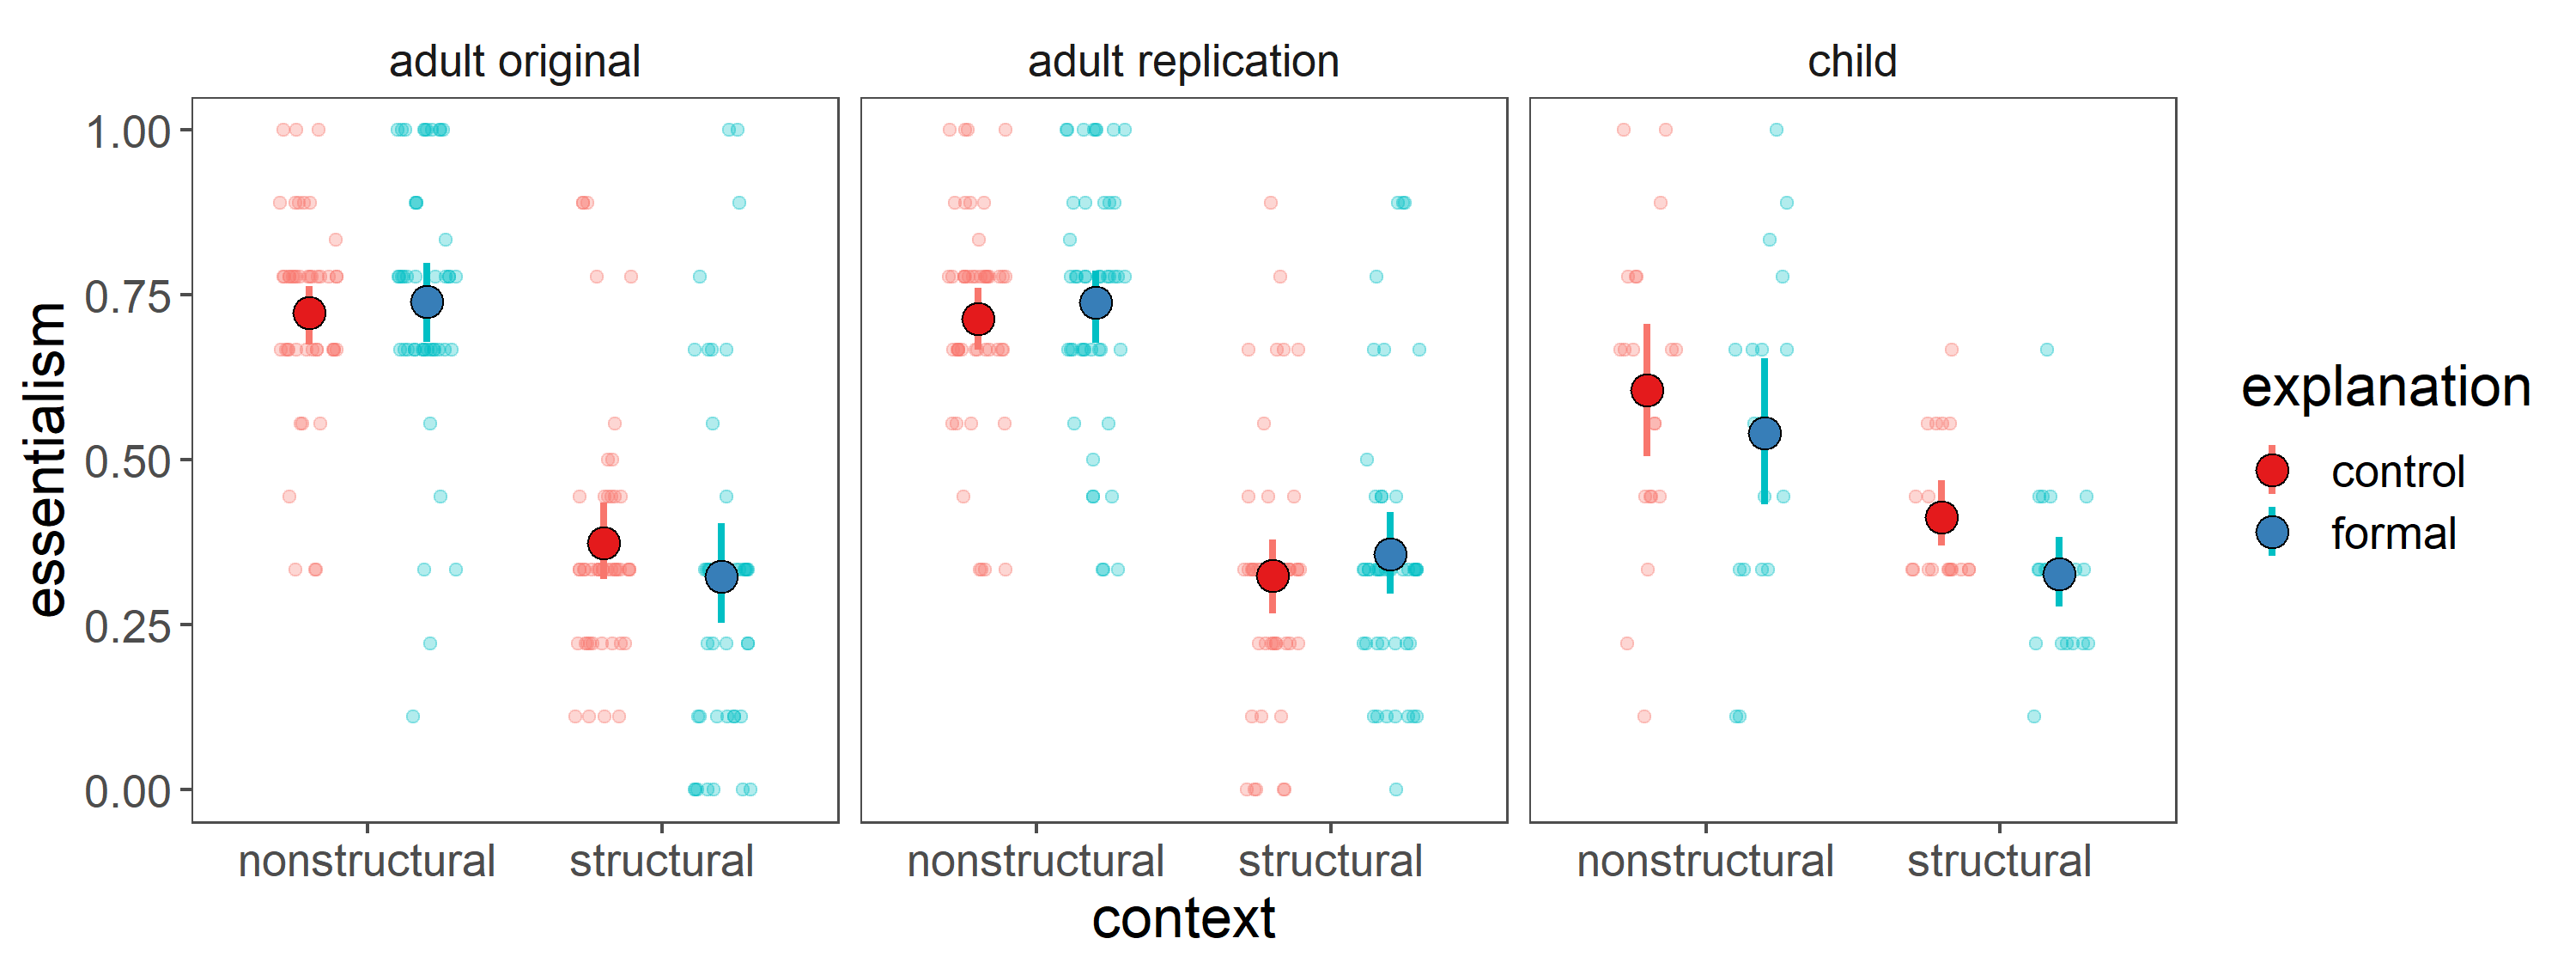 adult original
adult replication
child
1.00
0.75
0.50
0.25
0.00
essentialism
nonstructural
structural
nonstructural
structural
nonstructural
structural
context
explanation
control
formal